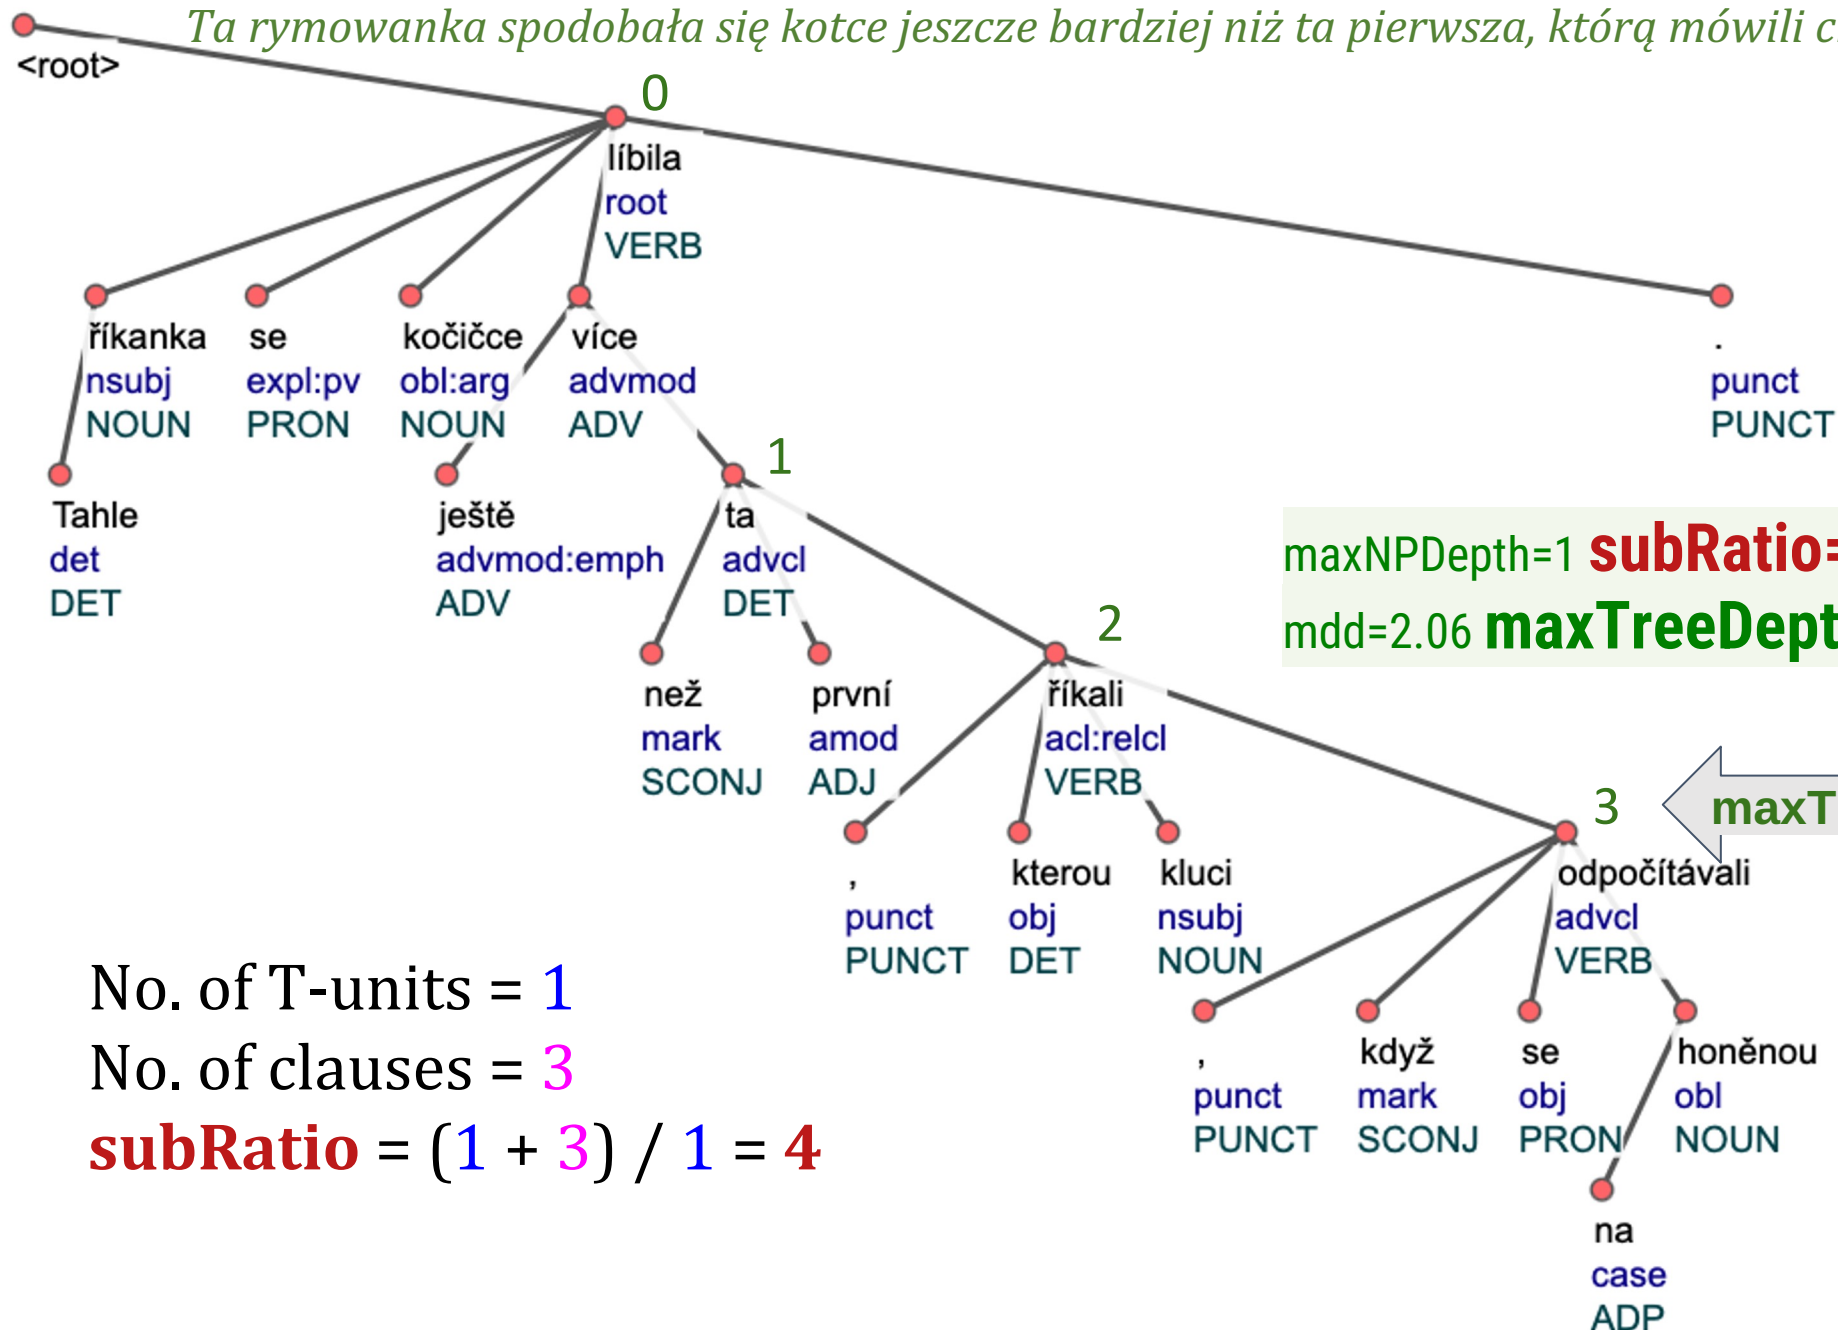 Ta rymowanka spodobała się kotce jeszcze bardziej niż ta pierwsza, którą mówili
<root>
0
líbila
root
VERB
říkanka se kočičce více .
nsubj expl:pv obl:arg advmod punct
NOUN PRON NOUN ADV PUNCT
1
Tahle ještě ta
det advmod:emph advcl
DET ADV DET
maxNPDepth=1 subRatio=
mdd=2.06 maxTreeDept
2
než první říkali
mark amod acl:relcl
SCONJ ADJ VERB
3
maxT
, kterou kluci odpočítávali
punct obj nsubj advcl
PUNCT DET NOUN VERB
No. of T-units = 1
No. of clauses = 3
subRatio = (1 + 3) / 1 = 4
, když se honěnou
punct mark obj obl
PUNCT SCONJ PRON NOUN
na
case
ADP